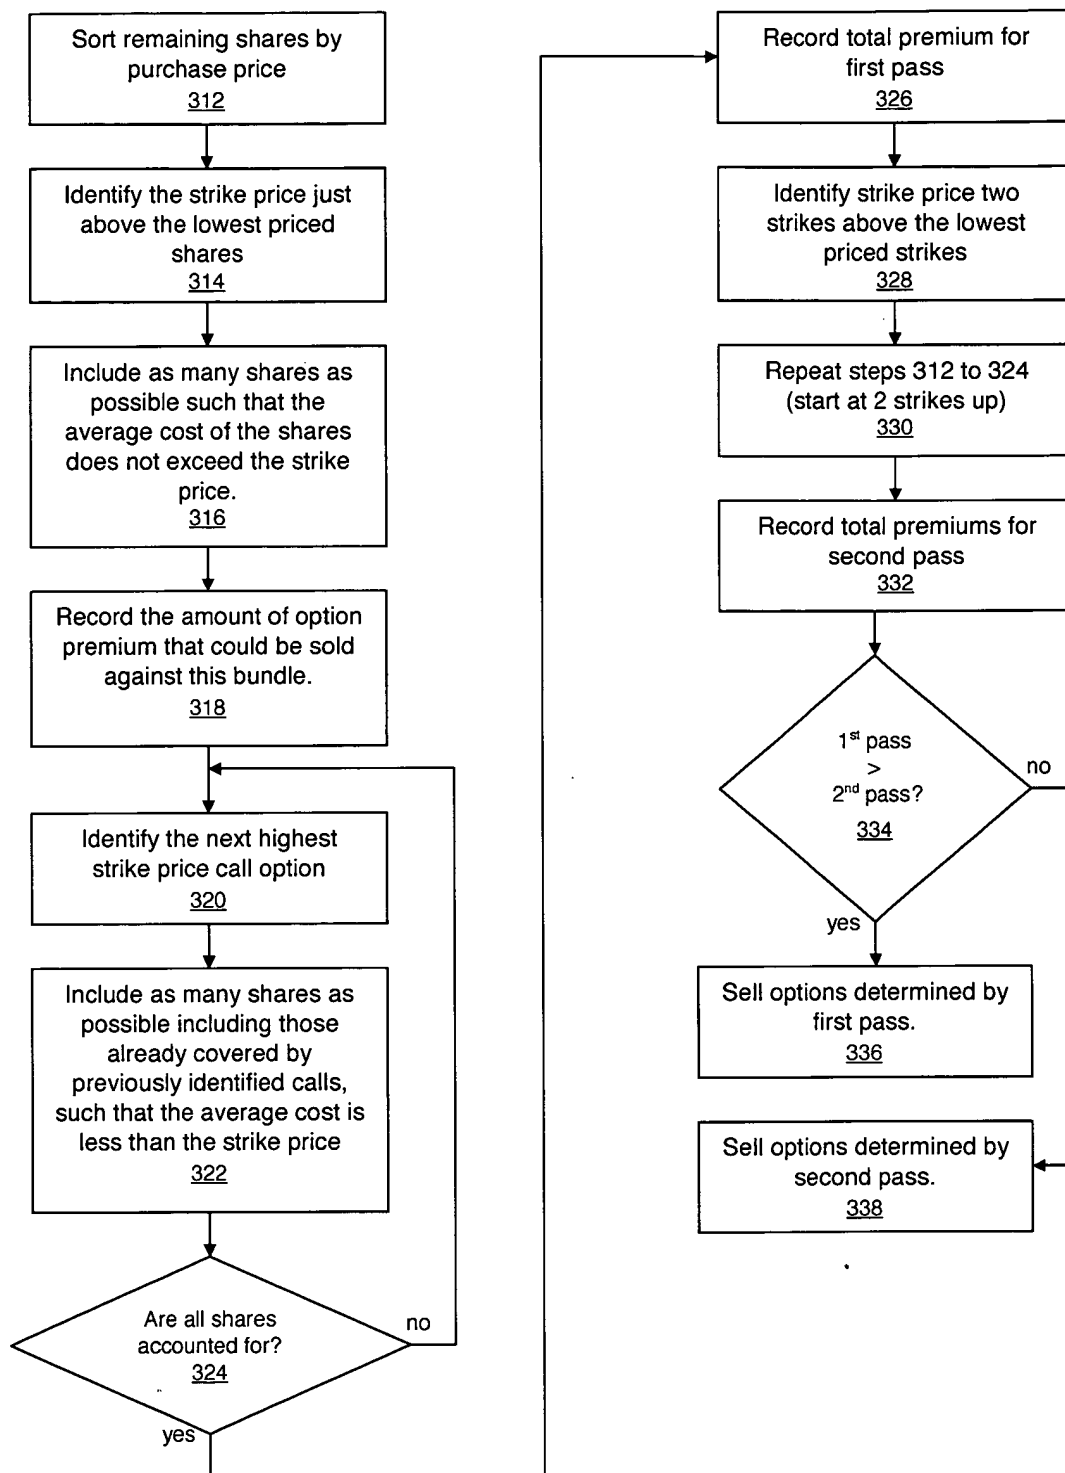 Sort remaining shares by
purchase price
312
Identify the strike price just
above the lowest priced
shares
314
Include as many shares as
possible such that the
average cost of the shares
does not exceed the strike
price.
316
Record the amount of option
premium that could be sold
against this bundle.
318
Identify the next highest
strike price call option
320
Include as many shares as
possible including those
already covered by
previously identified calls,
such that the average cost is
less than the strike price
322
Are all shares
accounted for?
324
no
yes
Record total premium for
first pass
326
Identify strike price two
strikes above the lowest
priced strikes
328
Repeat steps 312 to 324
(start at 2 strikes up)
330
Record total premiums for
second pass
332
1st pass
>
2nd pass?
334
no
yes
Sell options determined by
first pass.
336
Sell options determined by
second pass.
338